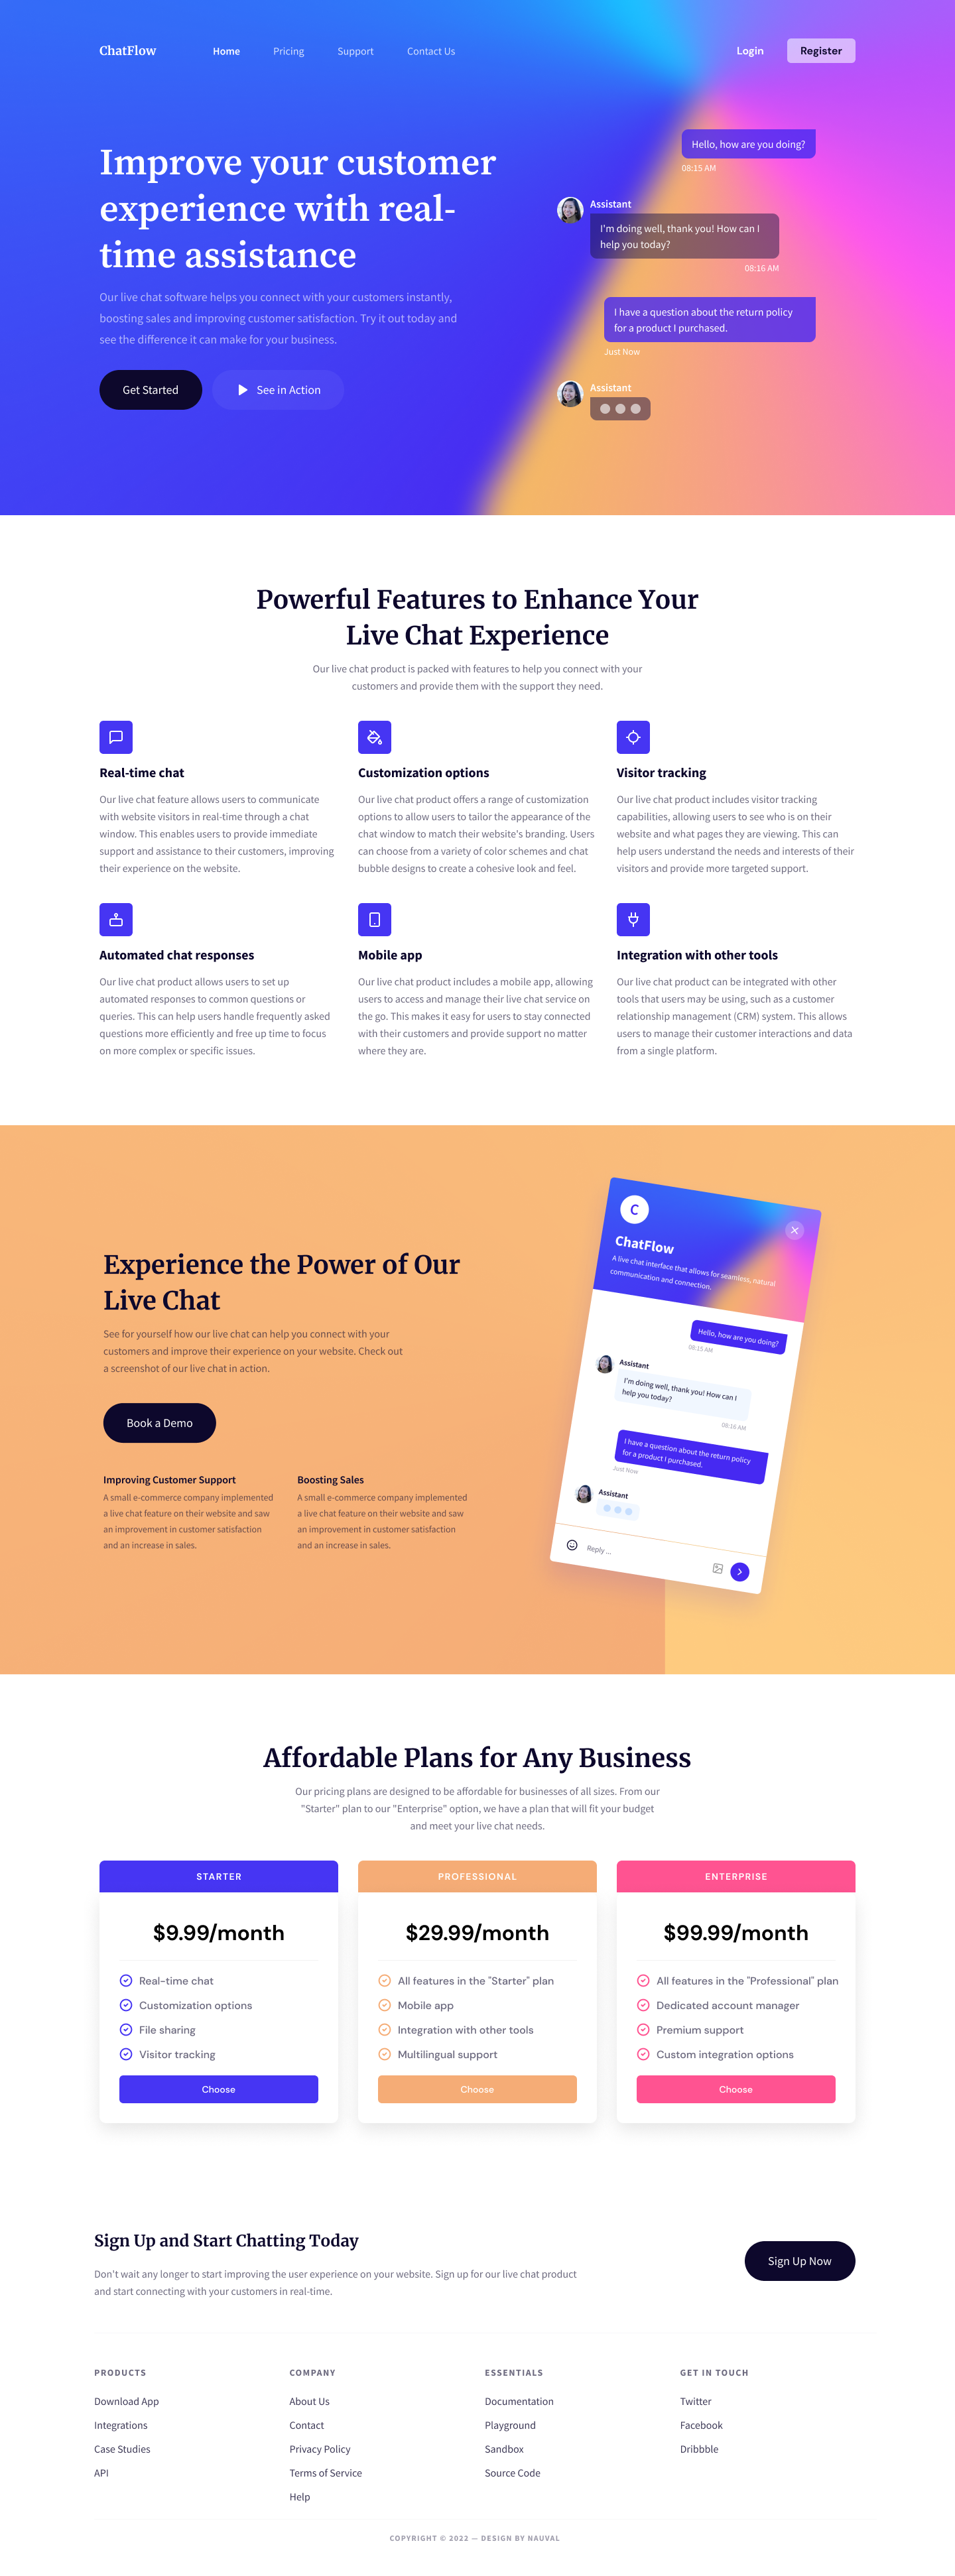 ChatFlow
Home
Pricing
Support
Contact Us
Login
Register
Improve your customer
experience with real-
time assistance
Our live chat software helps you connect with your customers instantly,
boosting sales and improving customer satisfaction. Try it out today and
see the difference it can make for your business.
Get Started
See in Action
Hello, how are you doing?
08:15 AM
Assistant
I'm doing well, thank you! How can I
help you today?
08:16 AM
I have a question about the return policy
for a product I purchased.
Just Now
Assistant
Powerful Features to Enhance Your
Live Chat Experience
Our live chat product is packed with features to help you connect with your
customers and provide them with the support they need.
Real-time chat
Our live chat feature allows users to communicate
with website visitors in real-time through a chat
window. This enables users to provide immediate
support and assistance to their customers, improving
their experience on the website.
Customization options
Our live chat product offers a range of customization
options to allow users to tailor the appearance of the
chat window to match their website's branding. Users
can choose from a variety of color schemes and chat
bubble designs to create a cohesive look and feel.
Visitor tracking
Our live chat product includes visitor tracking
capabilities, allowing users to see who is on their
website and what pages they are viewing. This can
help users understand the needs and interests of their
visitors and provide more targeted support.
Automated chat responses
Our live chat product allows users to set up
automated responses to common questions or
queries. This can help users handle frequently asked
questions more efficiently and free up time to focus
on more complex or specific issues.
Mobile app
Our live chat product includes a mobile app, allowing
users to access and manage their live chat service on
the go. This makes it easy for users to stay connected
with their customers and provide support no matter
where they are.
Integration with other tools
Our live chat product can be integrated with other
tools that users may be using, such as a customer
relationship management (CRM) system. This allows
users to manage their customer interactions and data
from a single platform.
Experience the Power of Our
Live Chat
See for yourself how our live chat can help you connect with your
customers and improve their experience on your website. Check out
a screenshot of our live chat in action.
Book a Demo
Improving Customer Support
A small e-commerce company implemented
a live chat feature on their website and saw
an improvement in customer satisfaction
and an increase in sales.
Boosting Sales
A small e-commerce company implemented
a live chat feature on their website and saw
an improvement in customer satisfaction
and an increase in sales.
C
ChatFlow
A live chat interface that allows for seamless, natural
communication and connection.
Hello, how are you doing?
08:15 AM
Assistant
I'm doing well, thank you! How can I
help you today?
08:16 AM
I have a question about the return policy
for a product I purchased.
Just Now
Assistant
Reply ...
Affordable Plans for Any Business
Our pricing plans are designed to be affordable for businesses of all sizes. From our
"Starter" plan to our "Enterprise" option, we have a plan that will fit your budget
and meet your live chat needs.
STARTER
$9.99/month
Real-time chat
Customization options
File sharing
Visitor tracking
Choose
PROFESSIONAL
$29.99/month
All features in the "Starter" plan
Mobile app
Integration with other tools
Multilingual support
Choose
ENTERPRISE
$99.99/month
All features in the "Professional" plan
Dedicated account manager
Premium support
Custom integration options
Choose
Sign Up and Start Chatting Today
Don't wait any longer to start improving the user experience on your website. Sign up for our live chat product
and start connecting with your customers in real-time.
Sign Up Now
PRODUCTS
Download App
Integrations
Case Studies
API
COMPANY
About Us
Contact
Privacy Policy
Terms of Service
Help
ESSENTIALS
Documentation
Playground
Sandbox
Source Code
GET IN TOUCH
Twitter
Facebook
Dribbble
COPYRIGHT © 2022 — DESIGN BY NAUVAL